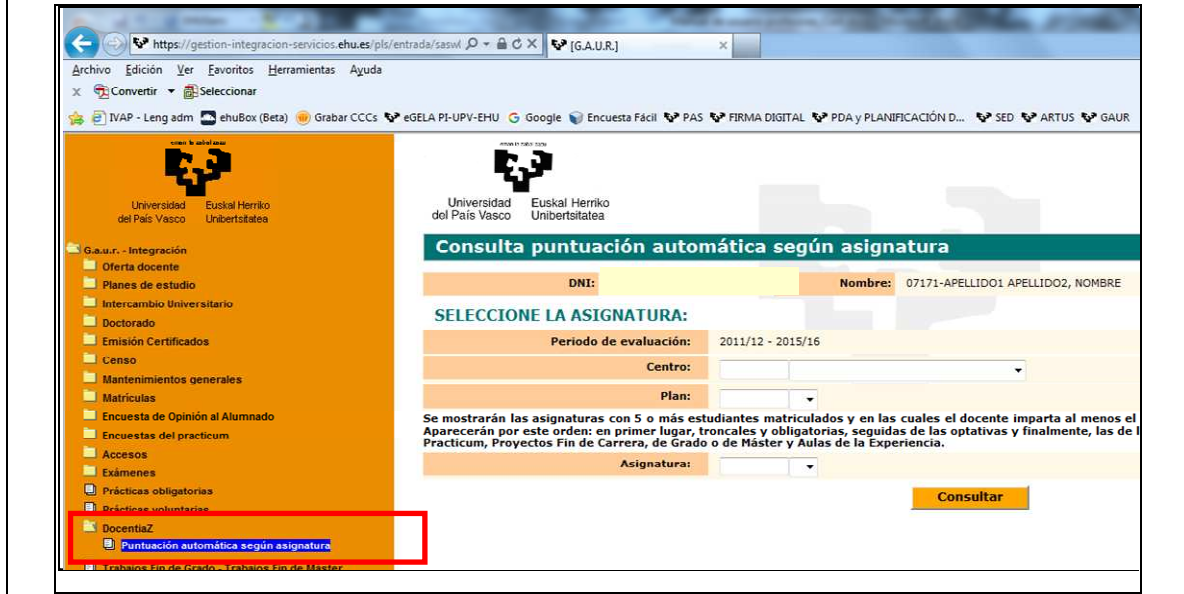 https://gestion-integracion-servicios.ehu.es/pls/entrada/saswl
[G.A.U.R.]
Archivo Edición Ver Favoritos Herramientas Ayuda
x Convertir Seleccionar
IVAP - Leng adm ehuBox (Beta) Grabar CCCs eGELA PI-UPV-EHU Google Encuesta Fácil PAS FIRMA DIGITAL PDA y PLANIFICACIÓN D... SED ARTUS GAUR
Universidad del País Vasco
Euskal Herriko Unibertsitatea
G.a.u.r. - Integración
Oferta docente
Planes de estudio
Intercambio Universitario
Doctorado
Emisión Certificados
Censo
Mantenimientos generales
Matrículas
Encuesta de Opinión al Alumnado
Encuestas del practicum
Accesos
Exámenes
Prácticas obligatorias
Prácticas voluntarias
DocentiaZ
Puntuación automática según asignatura
Trabajos Fin de Grado - Trabajos Fin de Máster
Universidad del País Vasco
Euskal Herriko Unibertsitatea
Consulta puntuación automática según asignatura
DNI:
Nombre: 07171-APELLIDO1 APELLIDO2, NOMBRE
SELECCIONE LA ASIGNATURA:
Periodo de evaluación: 2011/12 - 2015/16
Centro:
Plan:
Se mostrarán las asignaturas con 5 o más estudiantes matriculados y en las cuales el docente imparta al menos el
Aparecerán por este orden: en primer lugar, troncales y obligatorias, seguidas de las optativas y finalmente, las de
Practicum, Proyectos Fin de Carrera, de Grado o de Máster y Aulas de la Experiencia.
Asignatura:
Consultar